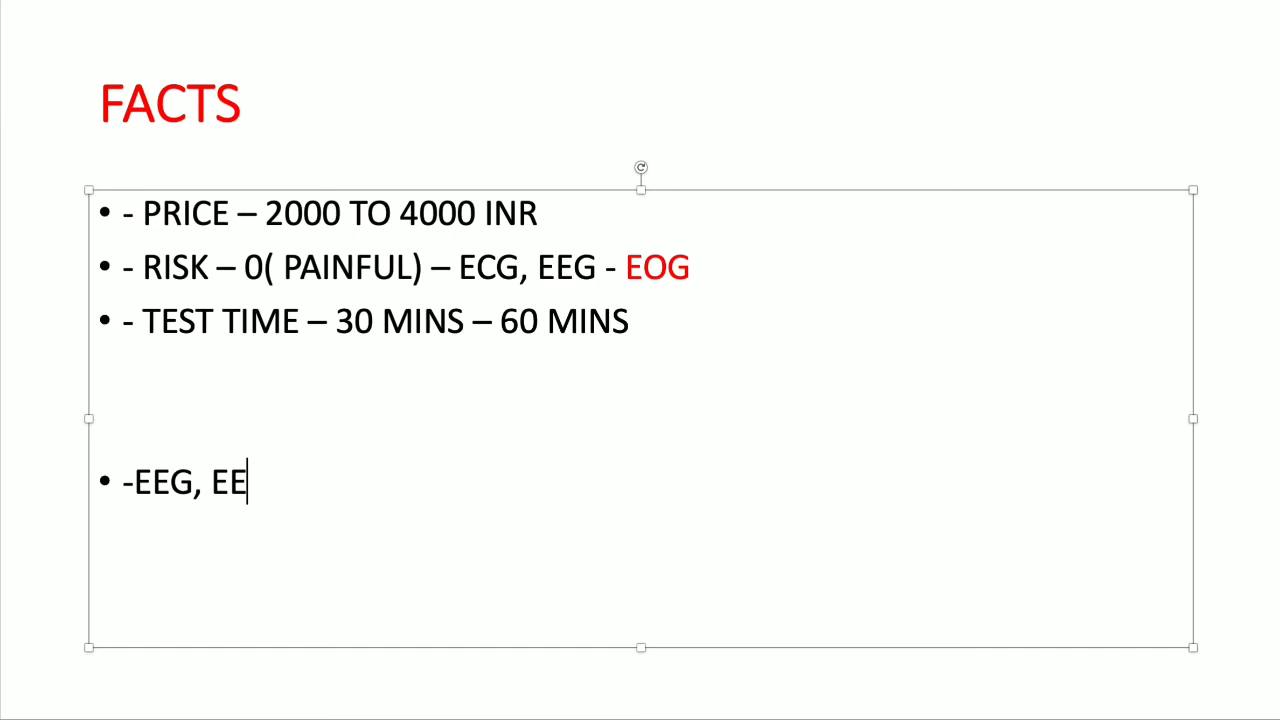 FACTS
• - PRICE – 2000 TO 4000 INR
• - RISK – 0( PAINFUL) – ECG, EEG - EOG
• - TEST TIME – 30 MINS – 60 MINS
• -EEG, EE